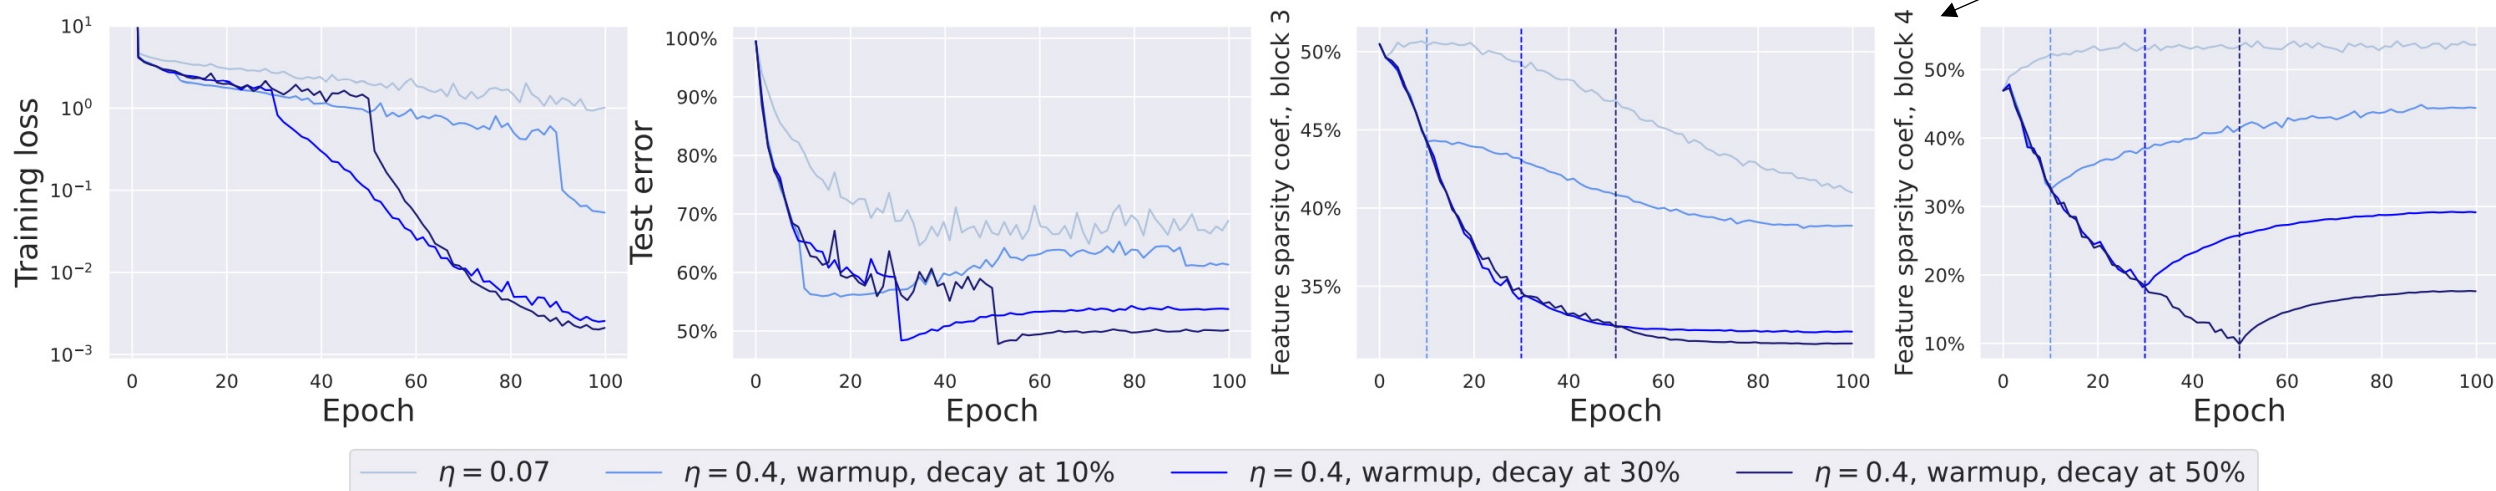 Training loss
10¹
10⁰
10⁻¹
10⁻²
10⁻³
0 20 40 60 80 100
Epoch
Test error
100%
90%
80%
70%
60%
50%
0 20 40 60 80 100
Epoch
Feature sparsity coef., block 3
50%
45%
40%
35%
0 20 40 60 80 100
Epoch
Feature sparsity coef., block 4
50%
40%
30%
20%
10%
0 20 40 60 80 100
Epoch
η = 0.07
η = 0.4, warmup, decay at 10%
η = 0.4, warmup, decay at 30%
η = 0.4, warmup, decay at 50%